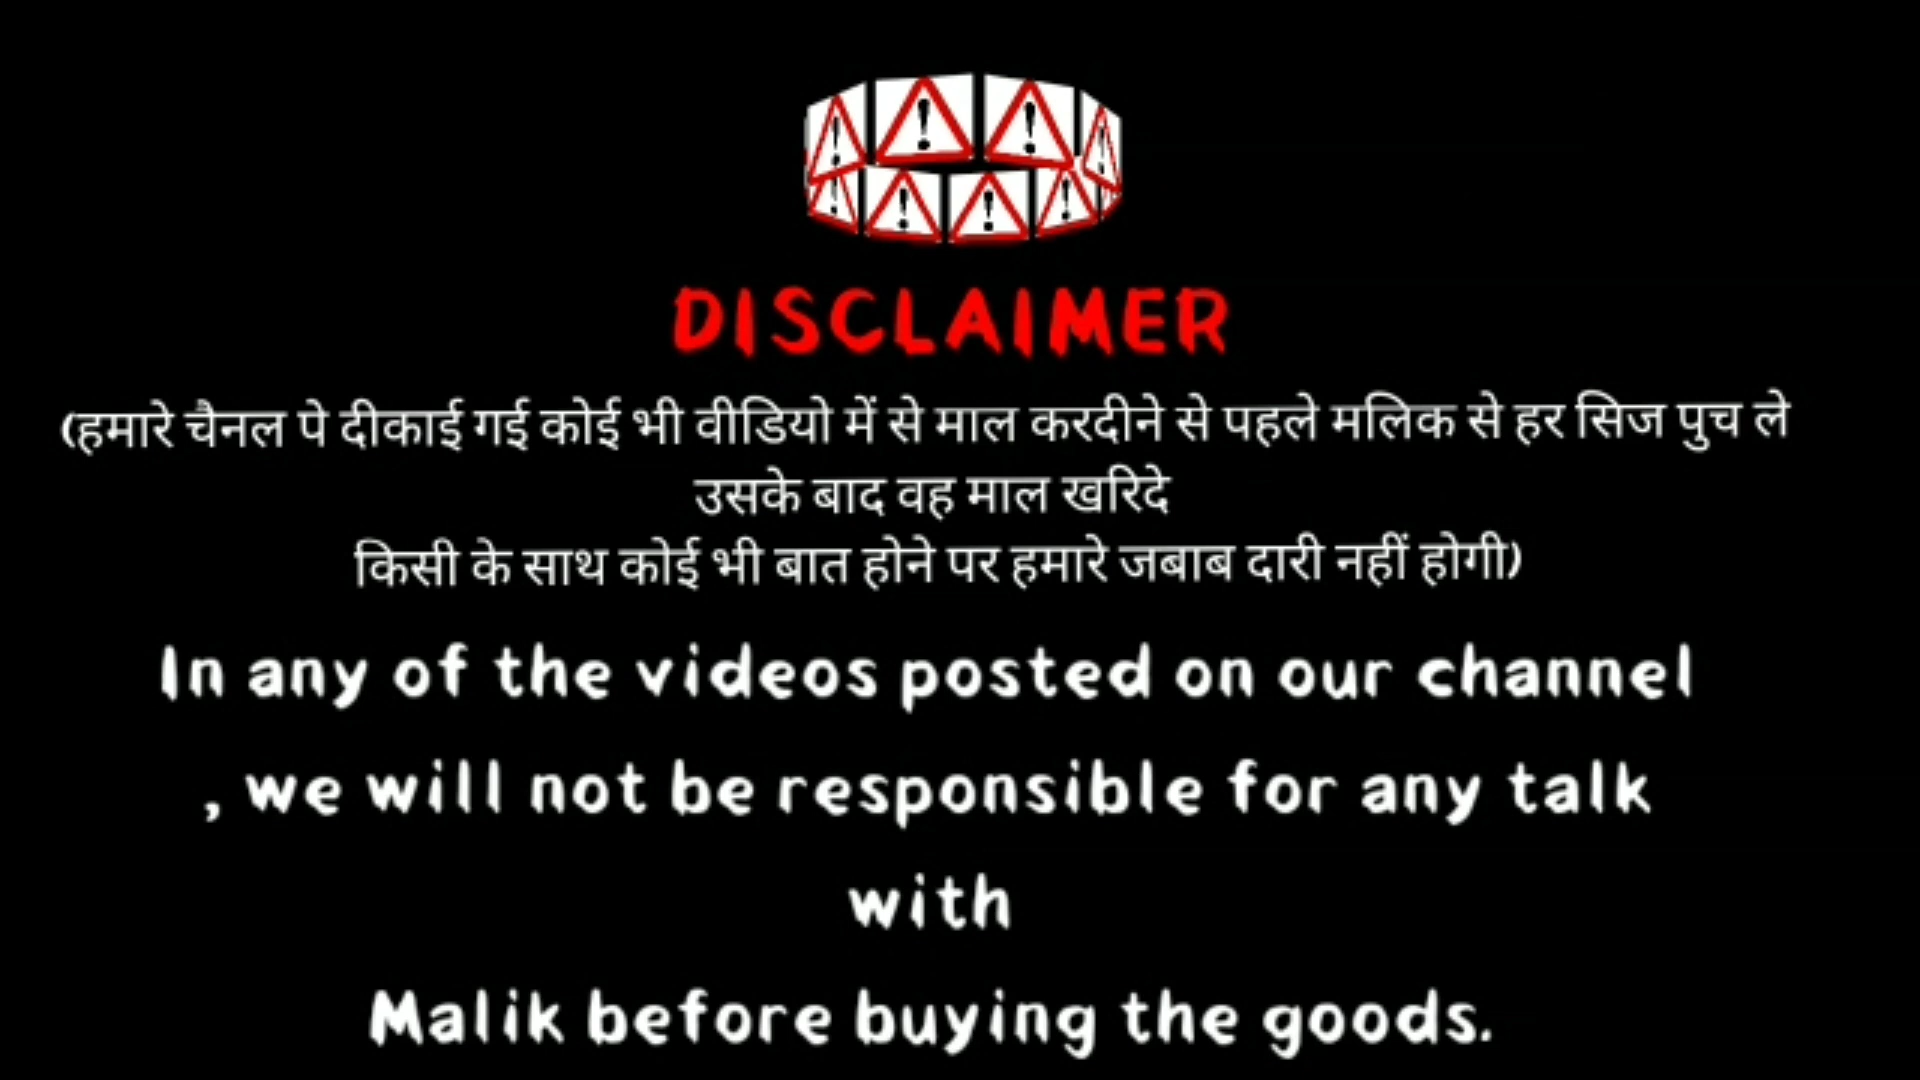 DISCLAIMER
(हमारे चैनल पे दीकाई गई कोई भी वीडियो में से माल करदीने से पहले मलिक से हर सिज पुच ले
उसके बाद वह माल खरिदे
किसी के साथ कोई भी बात होने पर हमारे जबाब दारी नहीं होगी)
In any of the videos posted on our channel
, we will not be responsible for any talk
with
Malik before buying the goods.